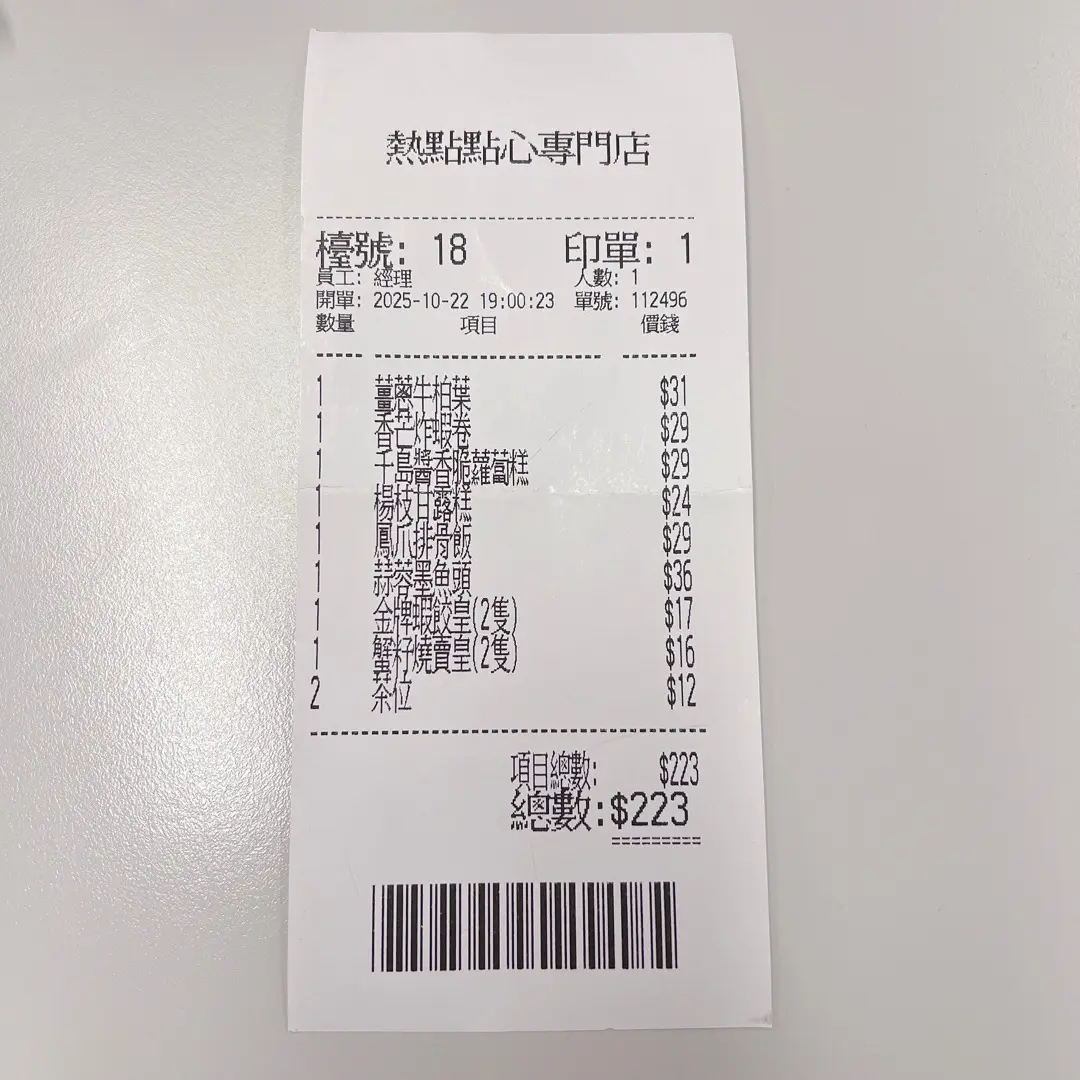 熱點點心專門店
檯號: 18 印單: 1
員工: 經理 人數: 1
開單: 2025-10-22 19:00:23 單號: 112496
數量 項目 價錢
1 薑蔥牛柏葉 $31
1 香芒炸蝦卷 $29
1 千島醬香脆蘿蔔糕 $29
1 楊枝甘露糕 $24
1 鳳爪排骨飯 $29
1 蒜蓉墨魚頭 $36
1 金牌蝦餃皇(2隻) $17
1 蟹籽燒賣皇(2隻) $16
2 茶位 $12
項目總數: $223
總數:$223